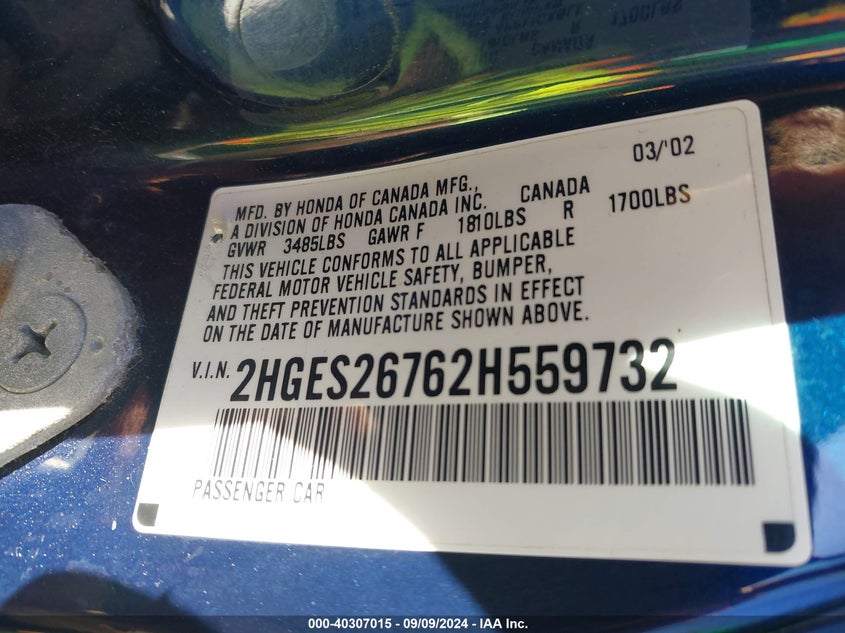 MFD. BY HONDA OF CANADA MFG., 03/'02
A DIVISION OF HONDA CANADA INC. CANADA
GVWR 3485LBS GAWR F 1810LBS R 1700LBS
THIS VEHICLE CONFORMS TO ALL APPLICABLE
FEDERAL MOTOR VEHICLE SAFETY, BUMPER,
AND THEFT PREVENTION STANDARDS IN EFFECT
ON THE DATE OF MANUFACTURE SHOWN ABOVE.
V.I.N. 2HGES26762H559732
PASSENGER CAR
000-40307015 - 09/09/2024 - IAA Inc.